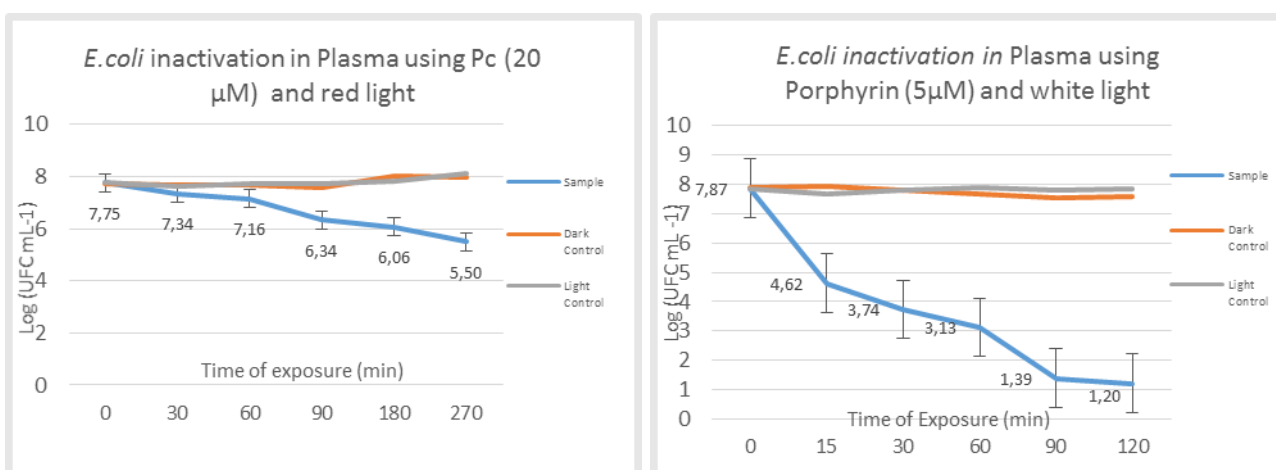 E.coli inactivation in Plasma using Pc (20
µM) and red light
10
8
6
4
2
0
Log (UFC mL-1)
7,75
7,34
7,16
6,34
6,06
5,50
Time of exposure (min)
0 30 60 90 180 270
Sample
Dark
Control
Light
Control
E.coli inactivation in Plasma using
Porphyrin (5µM) and white light
10
9
8
7
6
5
4
3
2
1
0
Log (UFC mL -1)
7,87
4,62
3,74
3,13
1,39
1,20
Time of Exposure (min)
0 15 30 60 90 120
Sample
Dark
Control
Light
Control